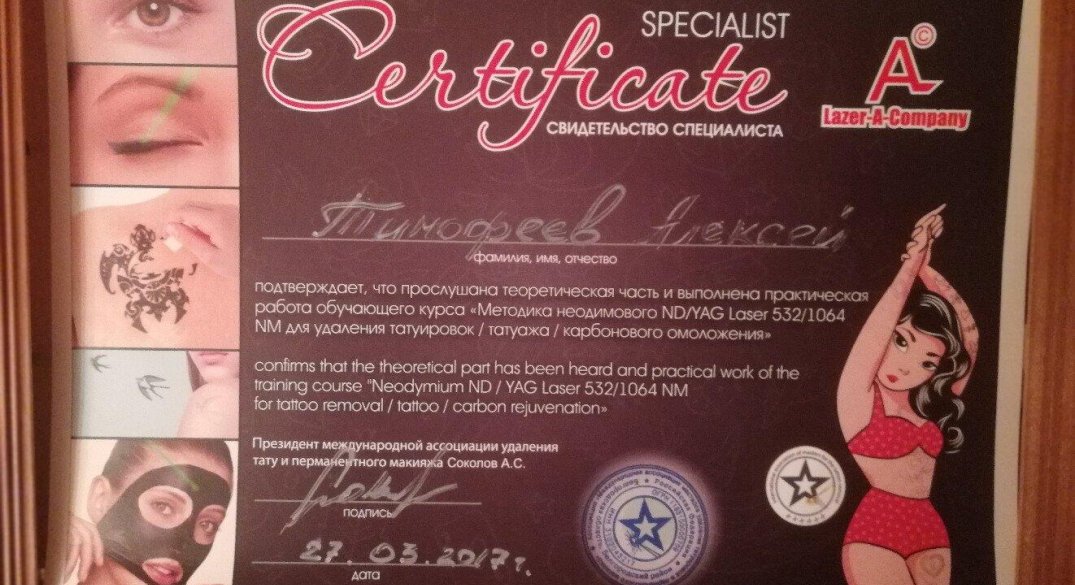 SPECIALIST
Certificate
СВИДЕТЕЛЬСТВО СПЕЦИАЛИСТА
A ©
Lazer-A-Company
Тимофеев Алексей
фамилия, имя, отчество
подтверждает, что прослушана теоретическая часть и выполнена практическая
работа обучающего курса «Методика неодимового ND/YAG Laser 532/1064
NM для удаления татуировок / татуажа / карбонового омоложения»
confirms that the theoretical part has been heard and practical work of the
training course "Neodymium ND / YAG Laser 532/1064 NM
for tattoo removal / tattoo / carbon rejuvenation»
Президент международной ассоциации удаления
тату и перманентного макияжа Соколов А.С.
подпись
27.03.2017г.
дата